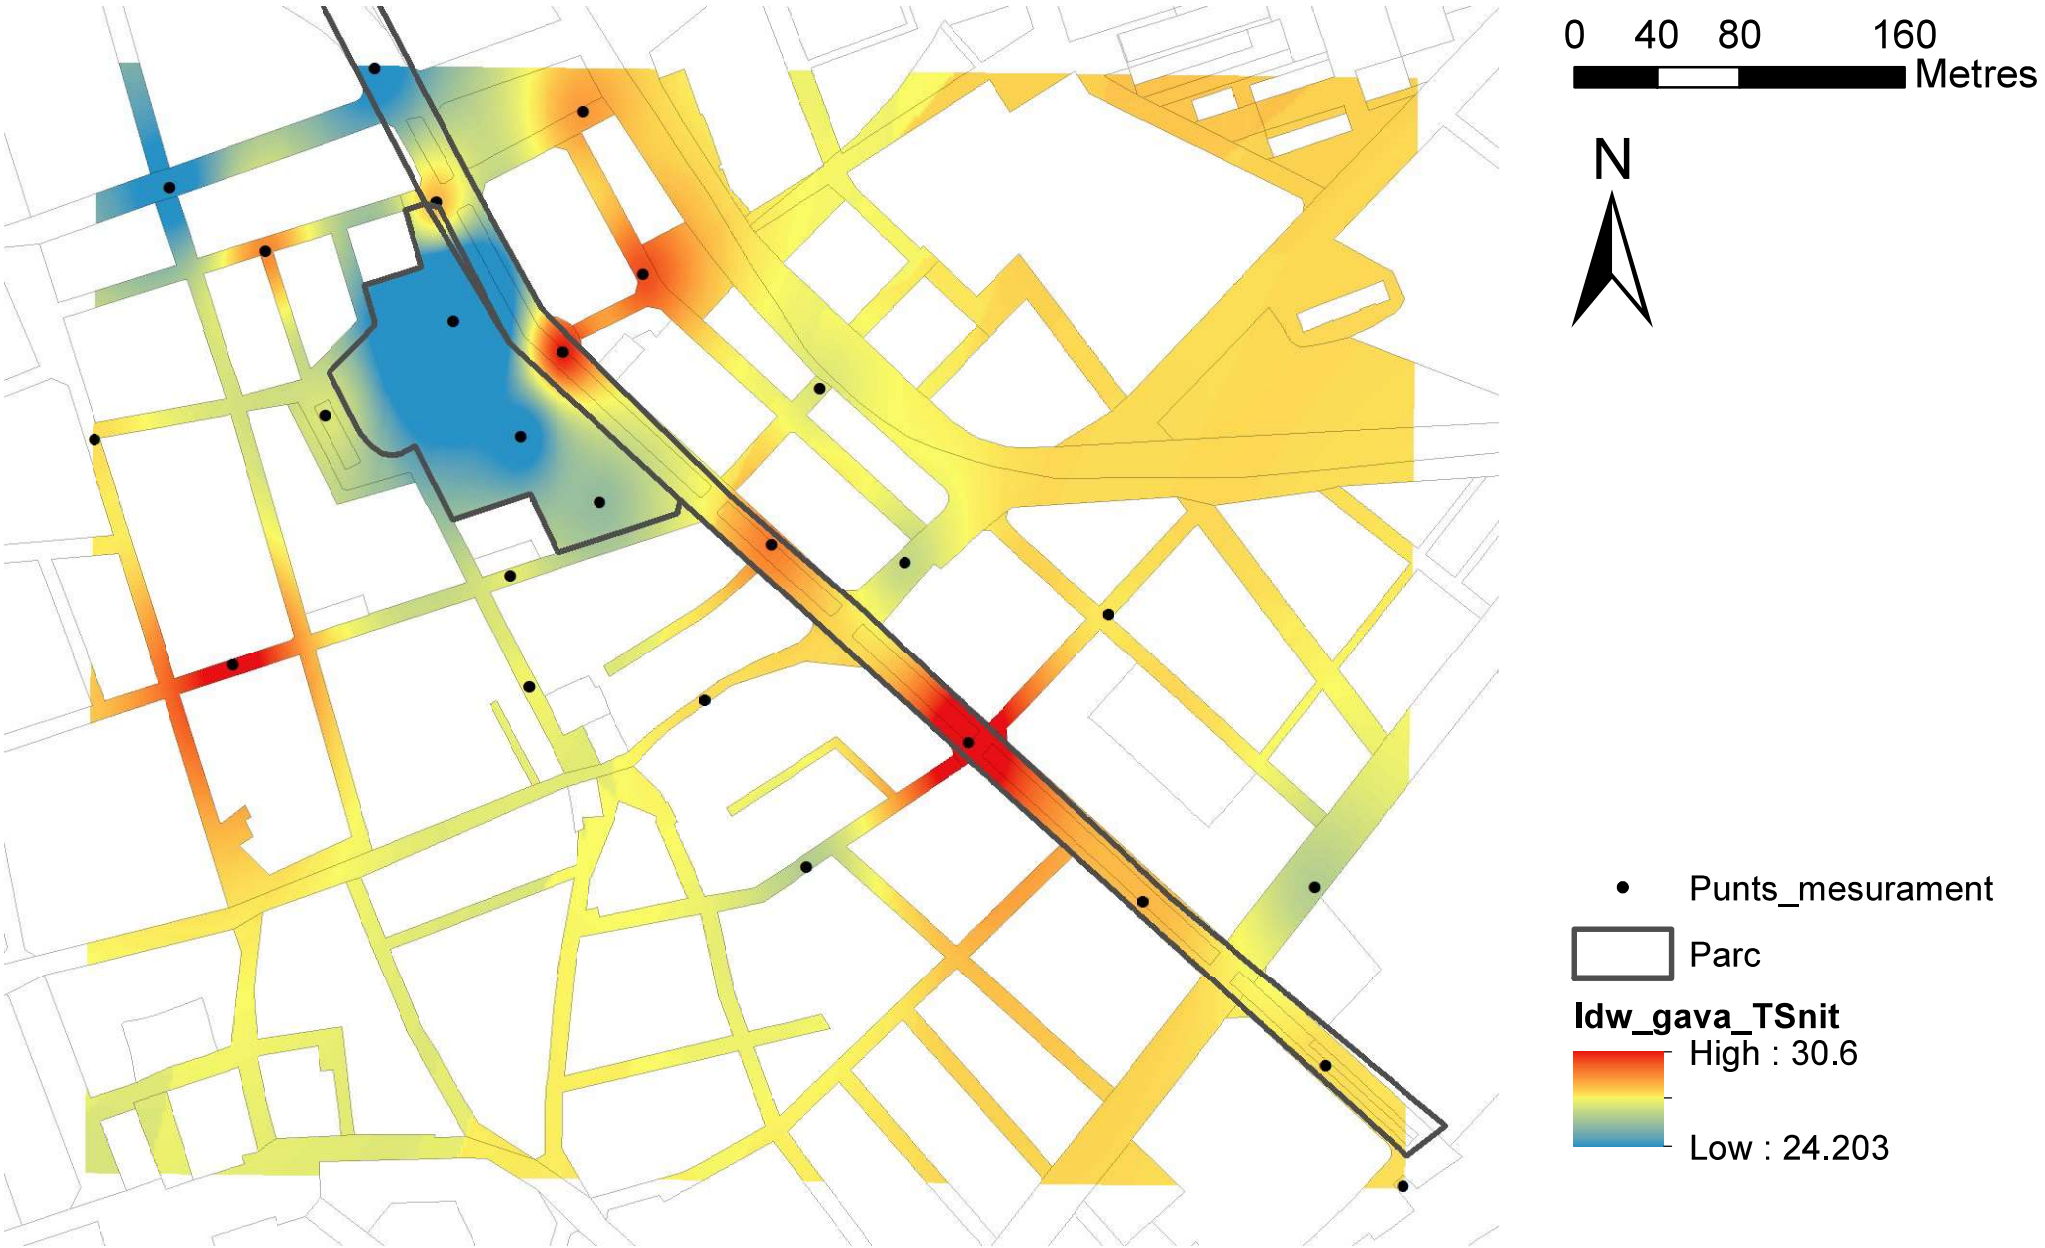 0 40 80 160
Metres
N
Punts_mesurament
Parc
Idw_gava_TSnit
High : 30.6
Low : 24.203